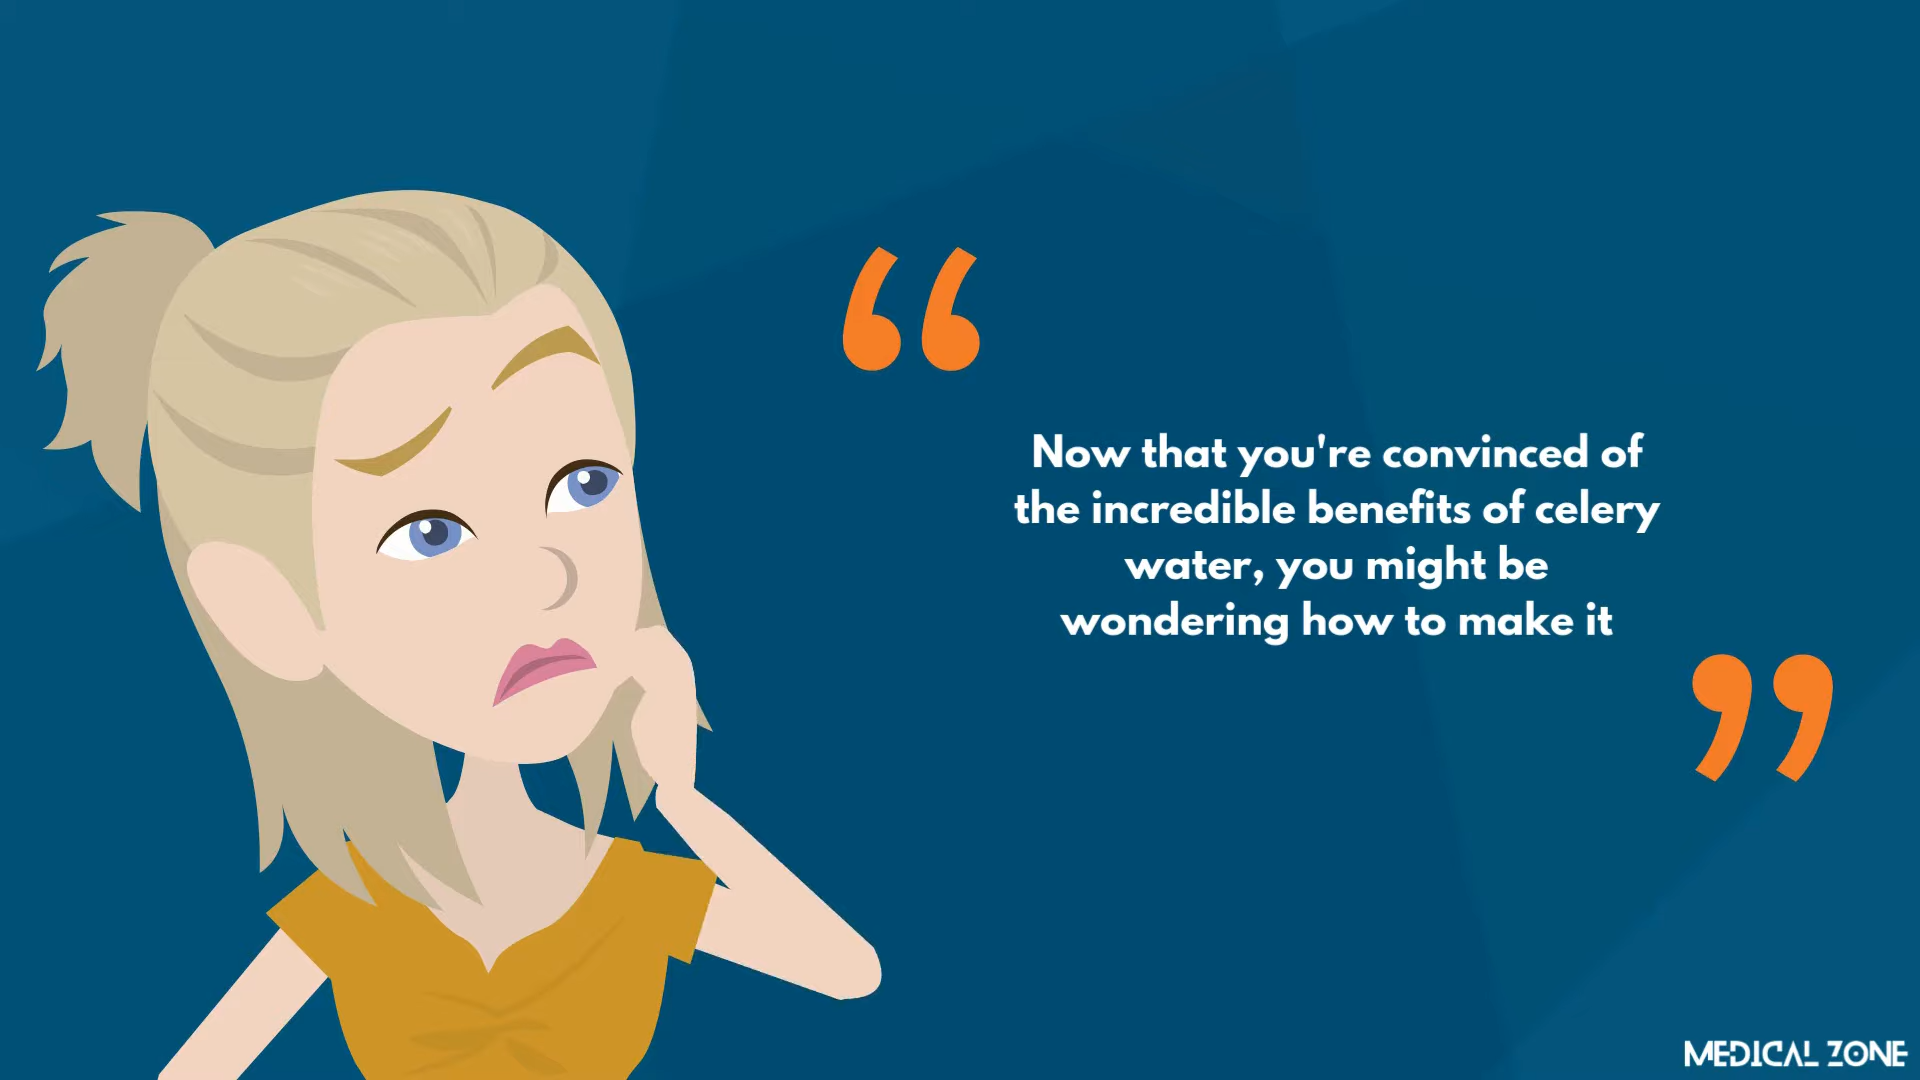 Now that you're convinced of
the incredible benefits of celery
water, you might be
wondering how to make it
MEDICAL ZONE